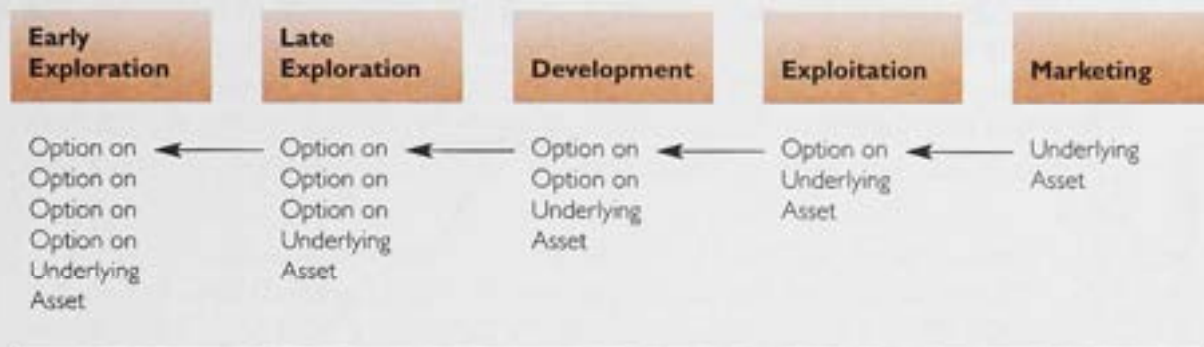 Early
Exploration
Late
Exploration
Development
Exploitation
Marketing
Option on
Option on
Option on
Option on
Underlying
Asset
Option on
Option on
Option on
Underlying
Asset
Option on
Option on
Underlying
Asset
Option on
Underlying
Asset
Underlying
Asset